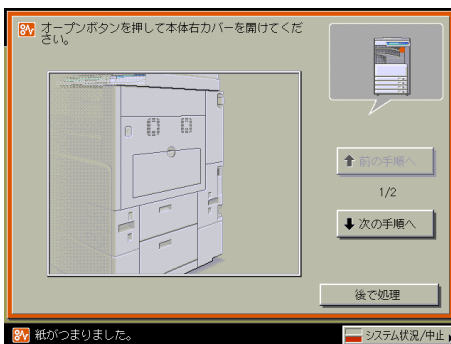 オープンボタンを押して本体右カバーを開けてくだ
さい。
前の手順へ
1/2
次の手順へ
後で処理
紙がつまりました。
システム状況/中止